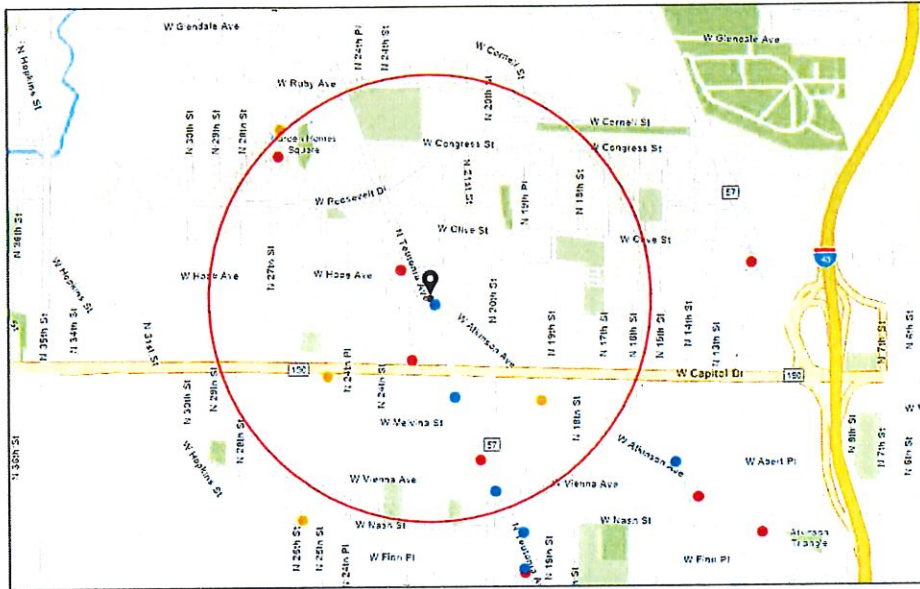 W Glendale Ave
N 24th Pl
N 24th St
W Cornell St
W Glendale Ave
N Hopkins St
W Ruby Ave
N 20th St
W Cornell St
N 30th St
N 29th St
N 28th St
Square
W Congress St
W Congress St
N 21st St
N 19th Pl
N 15th St
57
W Roosevelt Dr
N 36th St
W Olive St
W Olive St
N Teutonia Ave
43
W Hope Ave
N 27th St
W Hope Ave
W Hopkins St
N 20th St
W Atkinson Ave
N 19th St
N 17th St
N 16th St
N 15th St
N 14th St
N 13th St
N 35th St
N 34th St
N 31st St
St
190
N 24th Pl
N 24th St
W Capitol Dr
190
N 7th St
N 6th St
N 30th St
N 29th St
W Melvina St
N 18th St
N 28th St
57
W Atkinson Ave
W Abert Pl
N 8th St
N 7th St
N 6th St
N 36th St
W Hopkins St
W Vienna Ave
W Vienna Ave
W Nash St
W Nash St
N 26th St
N 25th St
N 24th Pl
W Finn Pl
N 19th St
W Finn Pl
Atkinson
Triangle